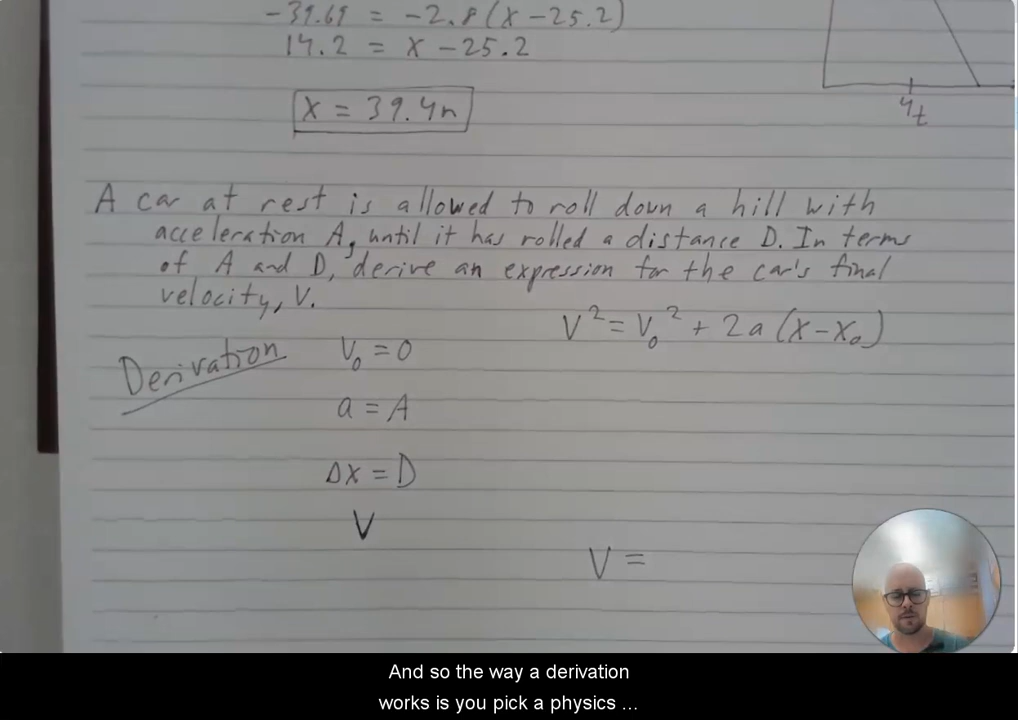 -39.69 = -2.8(x-25.2)
14.2 = x - 25.2
x = 39.4m
4 t
A car at rest is allowed to roll down a hill with
acceleration A, until it has rolled a distance D. In terms
of A and D, derive an expression for the car's final
velocity, V.
V² = V₀² + 2a(x-x₀)
Derivation
V₀ = 0
a = A
Δx = D
V
V =
And so the way a derivation
works is you pick a physics ...